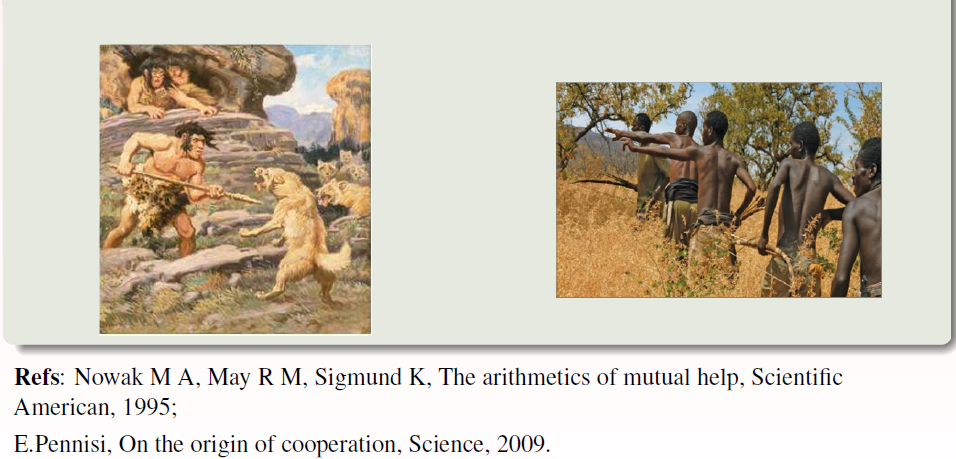 Refs: Nowak M A, May R M, Sigmund K, The arithmetics of mutual help, Scientific
American, 1995;
E.Pennisi, On the origin of cooperation, Science, 2009.